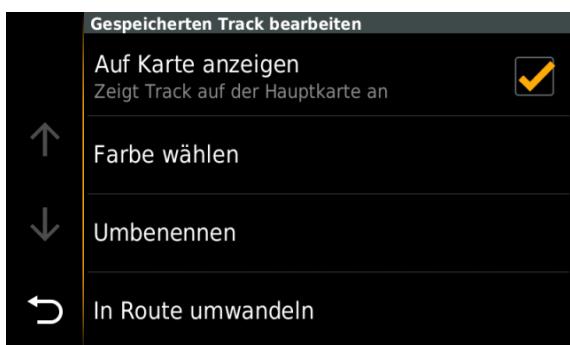 Gespeicherten Track bearbeiten
Auf Karte anzeigen
Zeigt Track auf der Hauptkarte an
Farbe wählen
Umbenennen
In Route umwandeln